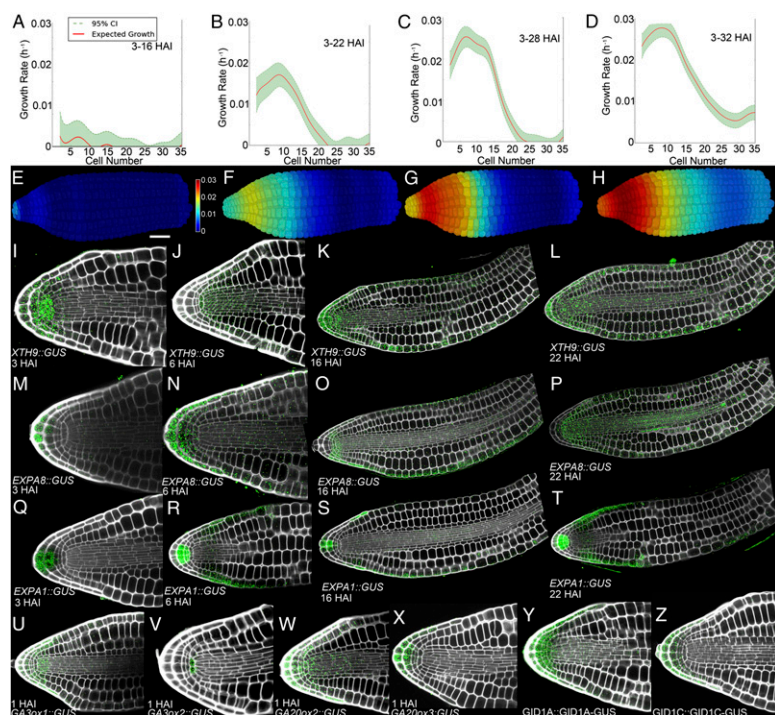 A
95% CI
Expected Growth
3-16 HAI
Growth Rate (h⁻¹)
0.03
0.02
0.01
0
5 10 15 20 25 30 35
Cell Number
B
3-22 HAI
Growth Rate (h⁻¹)
0.03
0.02
0.01
0
5 10 15 20 25 30 35
Cell Number
C
3-28 HAI
Growth Rate (h⁻¹)
0.03
0.02
0.01
0
5 10 15 20 25 30 35
Cell Number
D
3-32 HAI
Growth Rate (h⁻¹)
0.03
0.02
0.01
0
5 10 15 20 25 30 35
Cell Number
E
0.03
0.02
0.01
0
F
G
H
I
XTH9::GUS
3 HAI
J
XTH9::GUS
6 HAI
K
XTH9::GUS
16 HAI
L
XTH9::GUS
22 HAI
M
EXPA8::GUS
3 HAI
N
EXPA8::GUS
6 HAI
O
EXPA8::GUS
16 HAI
P
EXPA8::GUS
22 HAI
Q
EXPA1::GUS
3 HAI
R
EXPA1::GUS
6 HAI
S
EXPA1::GUS
16 HAI
T
EXPA1::GUS
22 HAI
U
1 HAI
GA3ox1::GUS
V
1 HAI
GA3ox2::GUS
W
1 HAI
GA20ox2::GUS
X
1 HAI
GA20ox3:GUS
Y
1 HAI
GID1A::GID1A-GUS
Z
1 HAI
GID1C::GID1C-GUS